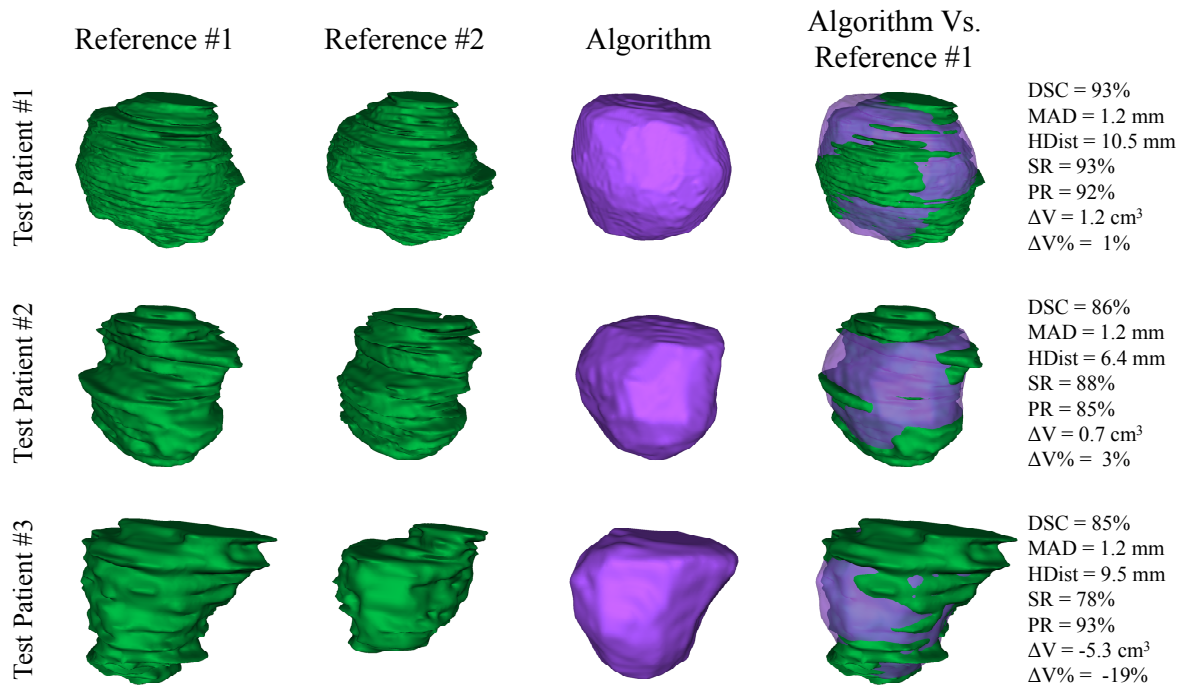 Reference #1
Reference #2
Algorithm
Algorithm Vs.
Reference #1
Test Patient #1
DSC = 93%
MAD = 1.2 mm
HDist = 10.5 mm
SR = 93%
PR = 92%
ΔV = 1.2 cm³
ΔV% = 1%
Test Patient #2
DSC = 86%
MAD = 1.2 mm
HDist = 6.4 mm
SR = 88%
PR = 85%
ΔV = 0.7 cm³
ΔV% = 3%
Test Patient #3
DSC = 85%
MAD = 1.2 mm
HDist = 9.5 mm
SR = 78%
PR = 93%
ΔV = -5.3 cm³
ΔV% = -19%